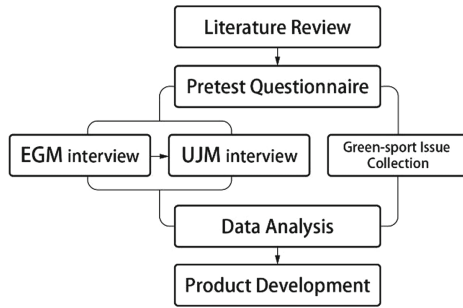 Literature Review
Pretest Questionnaire
EGM interview
UJM interview
Green-sport Issue
Collection
Data Analysis
Product Development